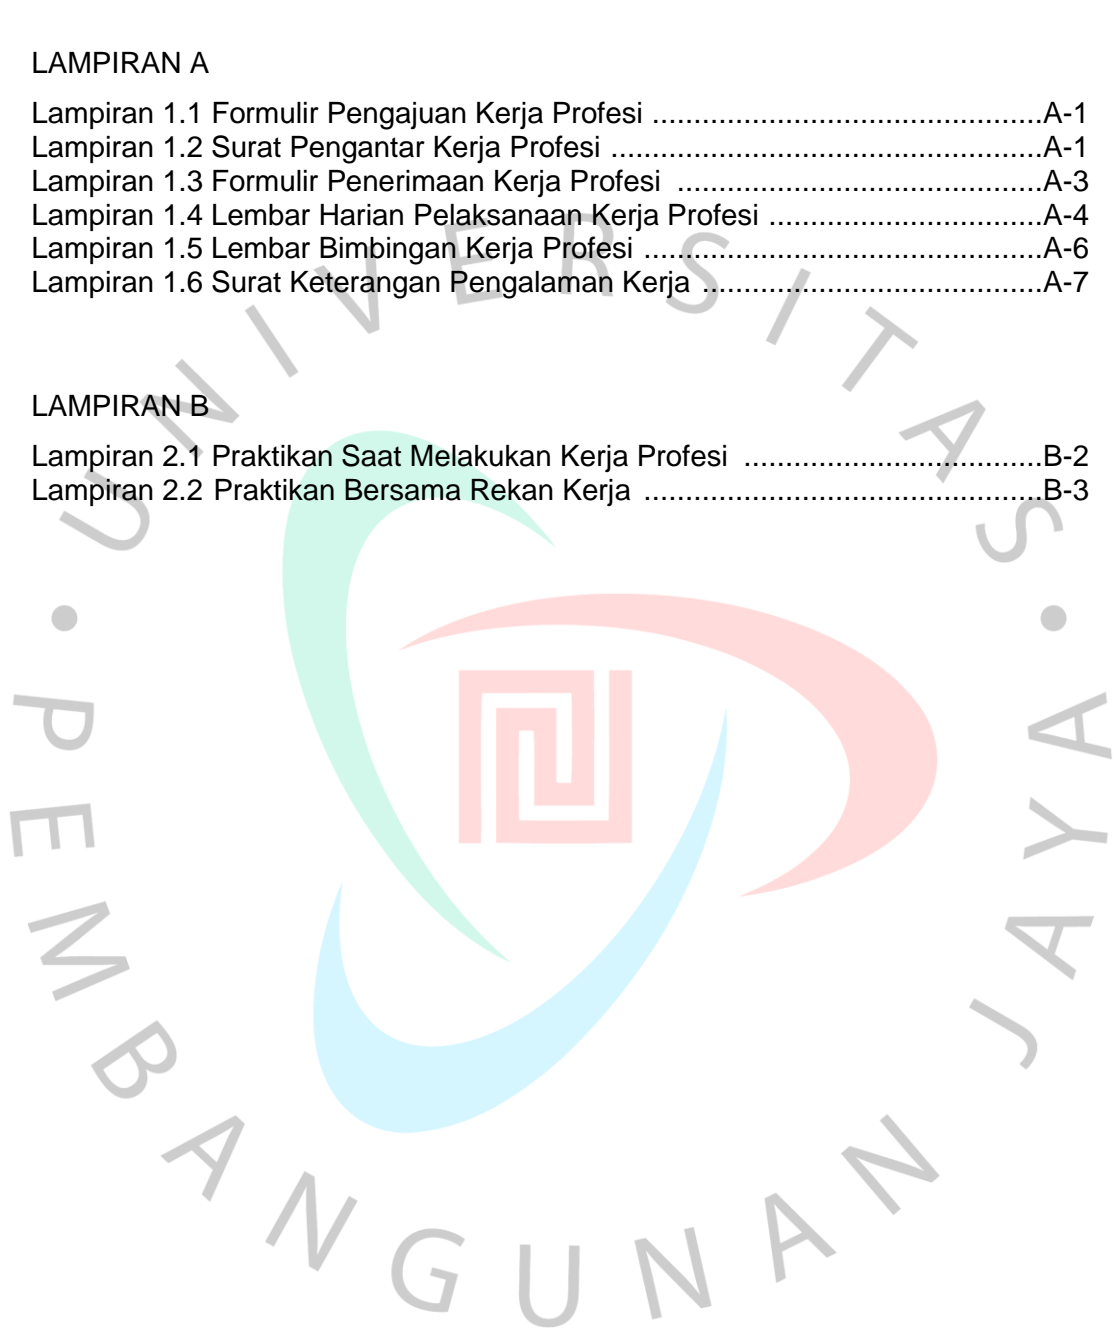 LAMPIRAN A
Lampiran 1.1 Formulir Pengajuan Kerja Profesi ...............................................A-1
Lampiran 1.2 Surat Pengantar Kerja Profesi ....................................................A-1
Lampiran 1.3 Formulir Penerimaan Kerja Profesi ............................................A-3
Lampiran 1.4 Lembar Harian Pelaksanaan Kerja Profesi .................................A-4
Lampiran 1.5 Lembar Bimbingan Kerja Profesi ................................................A-6
Lampiran 1.6 Surat Keterangan Pengalaman Kerja .........................................A-7
LAMPIRAN B
Lampiran 2.1 Praktikan Saat Melakukan Kerja Profesi ....................................B-2
Lampiran 2.2 Praktikan Bersama Rekan Kerja ................................................B-3
UNIVERSITAS
• PEMBANGUNAN JAYA •